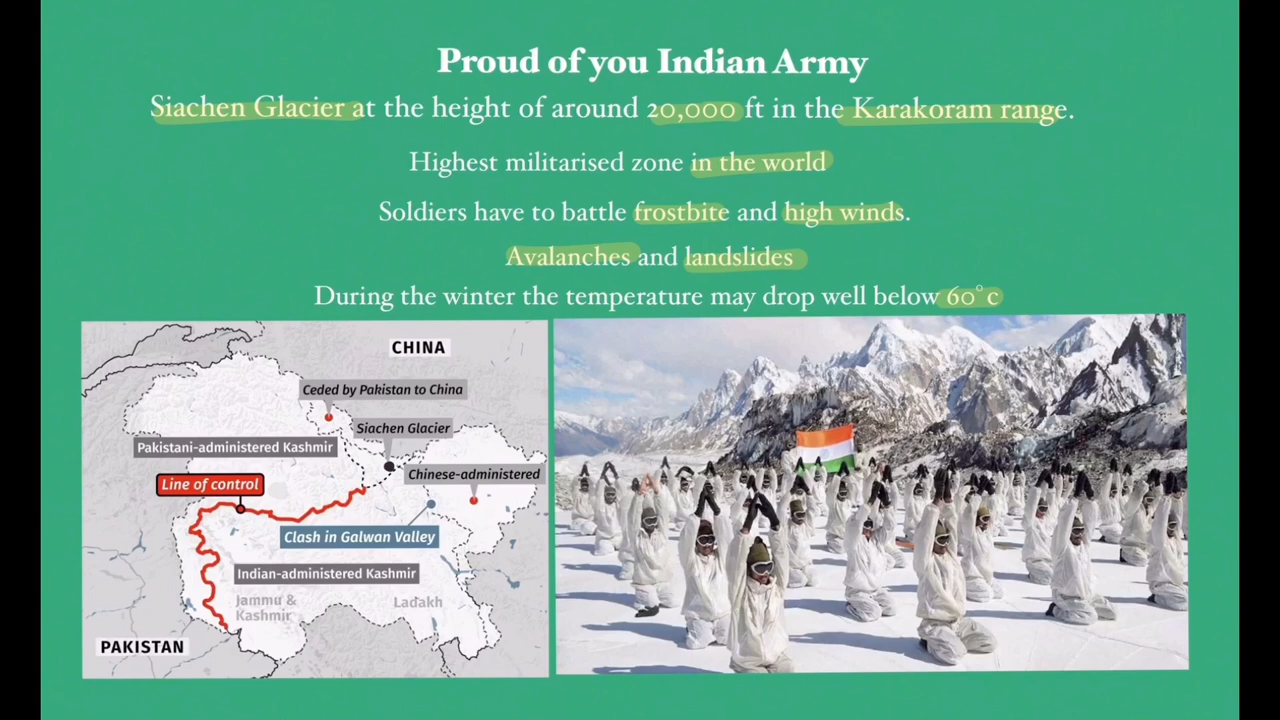 Proud of you Indian Army
Siachen Glacier at the height of around 20,000 ft in the Karakoram range.
Highest militarised zone in the world
Soldiers have to battle frostbite and high winds.
Avalanches and landslides
During the winter the temperature may drop well below 60°c
CHINA
Ceded by Pakistan to China
Siachen Glacier
Pakistani-administered Kashmir
Chinese-administered
Line of control
Clash in Galwan Valley
Indian-administered Kashmir
Jammu &
Kashmir
Ladakh
PAKISTAN